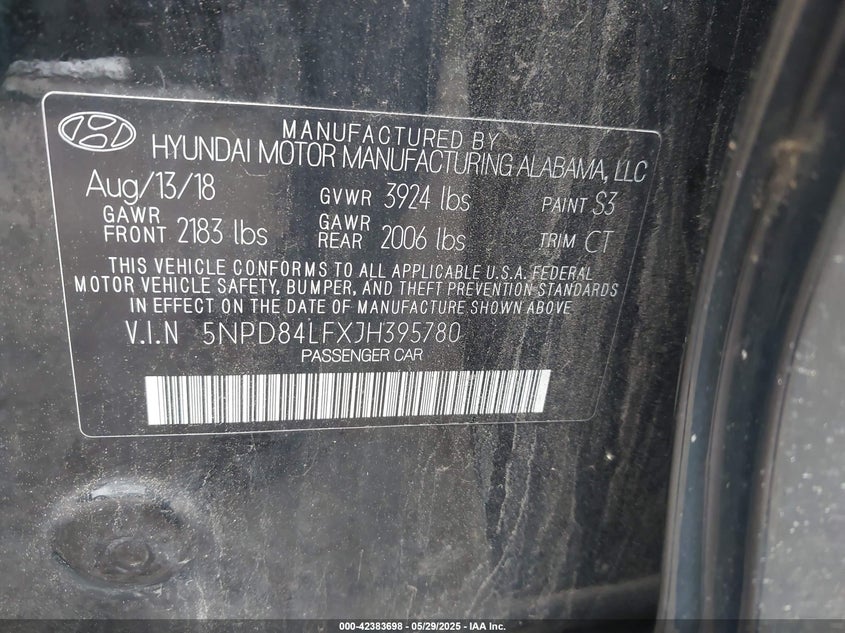 MANUFACTURED BY
HYUNDAI MOTOR MANUFACTURING ALABAMA, LLC
Aug/13/18 GVWR 3924 lbs PAINT S3
GAWR FRONT 2183 lbs GAWR REAR 2006 lbs TRIM CT
THIS VEHICLE CONFORMS TO ALL APPLICABLE U.S.A. FEDERAL
MOTOR VEHICLE SAFETY, BUMPER, AND THEFT PREVENTION STANDARDS
IN EFFECT ON THE DATE OF MANUFACTURE SHOWN ABOVE
V.I.N 5NPD84LFXJH395780
PASSENGER CAR
000-42383698 - 05/29/2025 - IAA Inc.